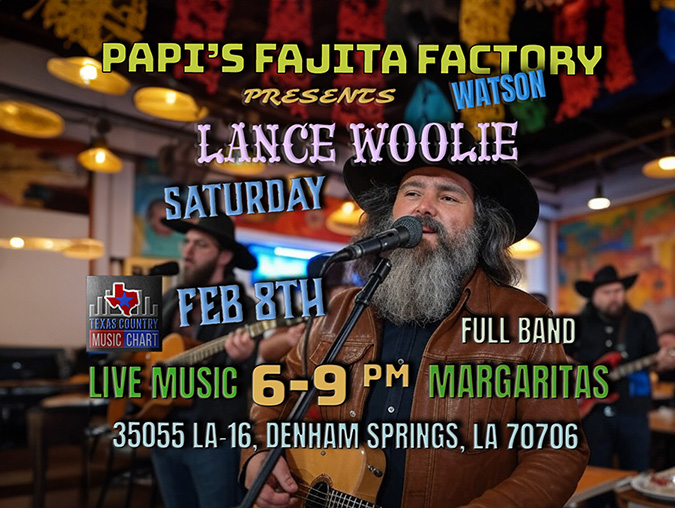 PAPI'S FAJITA FACTORY
PRESENTS
WATSON
LANCE WOOLIE
SATURDAY
FEB 8TH
TEXAS COUNTRY
MUSIC CHART
FULL BAND
LIVE MUSIC 6-9 PM MARGARITAS
35055 LA-16, DENHAM SPRINGS, LA 70706